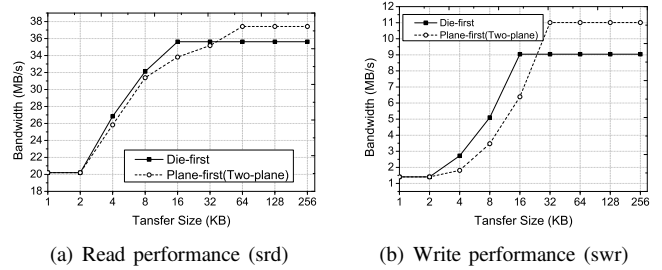 38
36
34
32
30
28
26
24
22
20
18
Bandwidth (MB/s)
Die-first
Plane-first(Two-plane)
1 2 4 8 16 32 64 128 256
Tansfer Size (KB)
(a) Read performance (srd)
11
10
9
8
7
6
5
4
3
2
1
Bandwidth (MB/s)
Die-first
Plane-first(Two-plane)
1 2 4 8 16 32 64 128 256
Tansfer Size (KB)
(b) Write performance (swr)